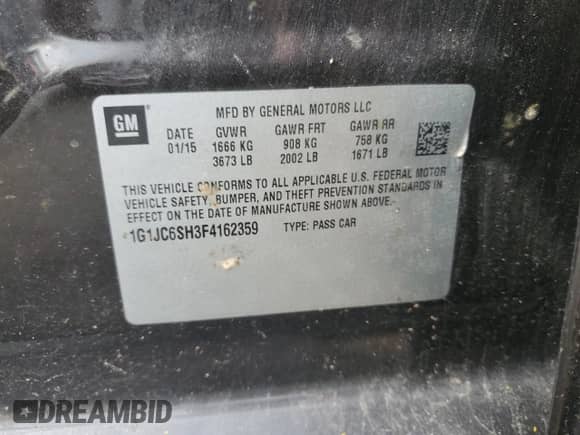 GM
MFD BY GENERAL MOTORS LLC
DATE GVWR GAWR FRT GAWR RR
01/15 1666 KG 908 KG 758 KG
3673 LB 2002 LB 1671 LB
THIS VEHICLE CONFORMS TO ALL APPLICABLE U.S. FEDERAL MOTOR
VEHICLE SAFETY, BUMPER, AND THEFT PREVENTION STANDARDS IN
EFFECT ON THE DATE OF MANUFACTURE SHOWN ABOVE.
1G1JC6SH3F4162359 TYPE: PASS CAR
DREAMBID